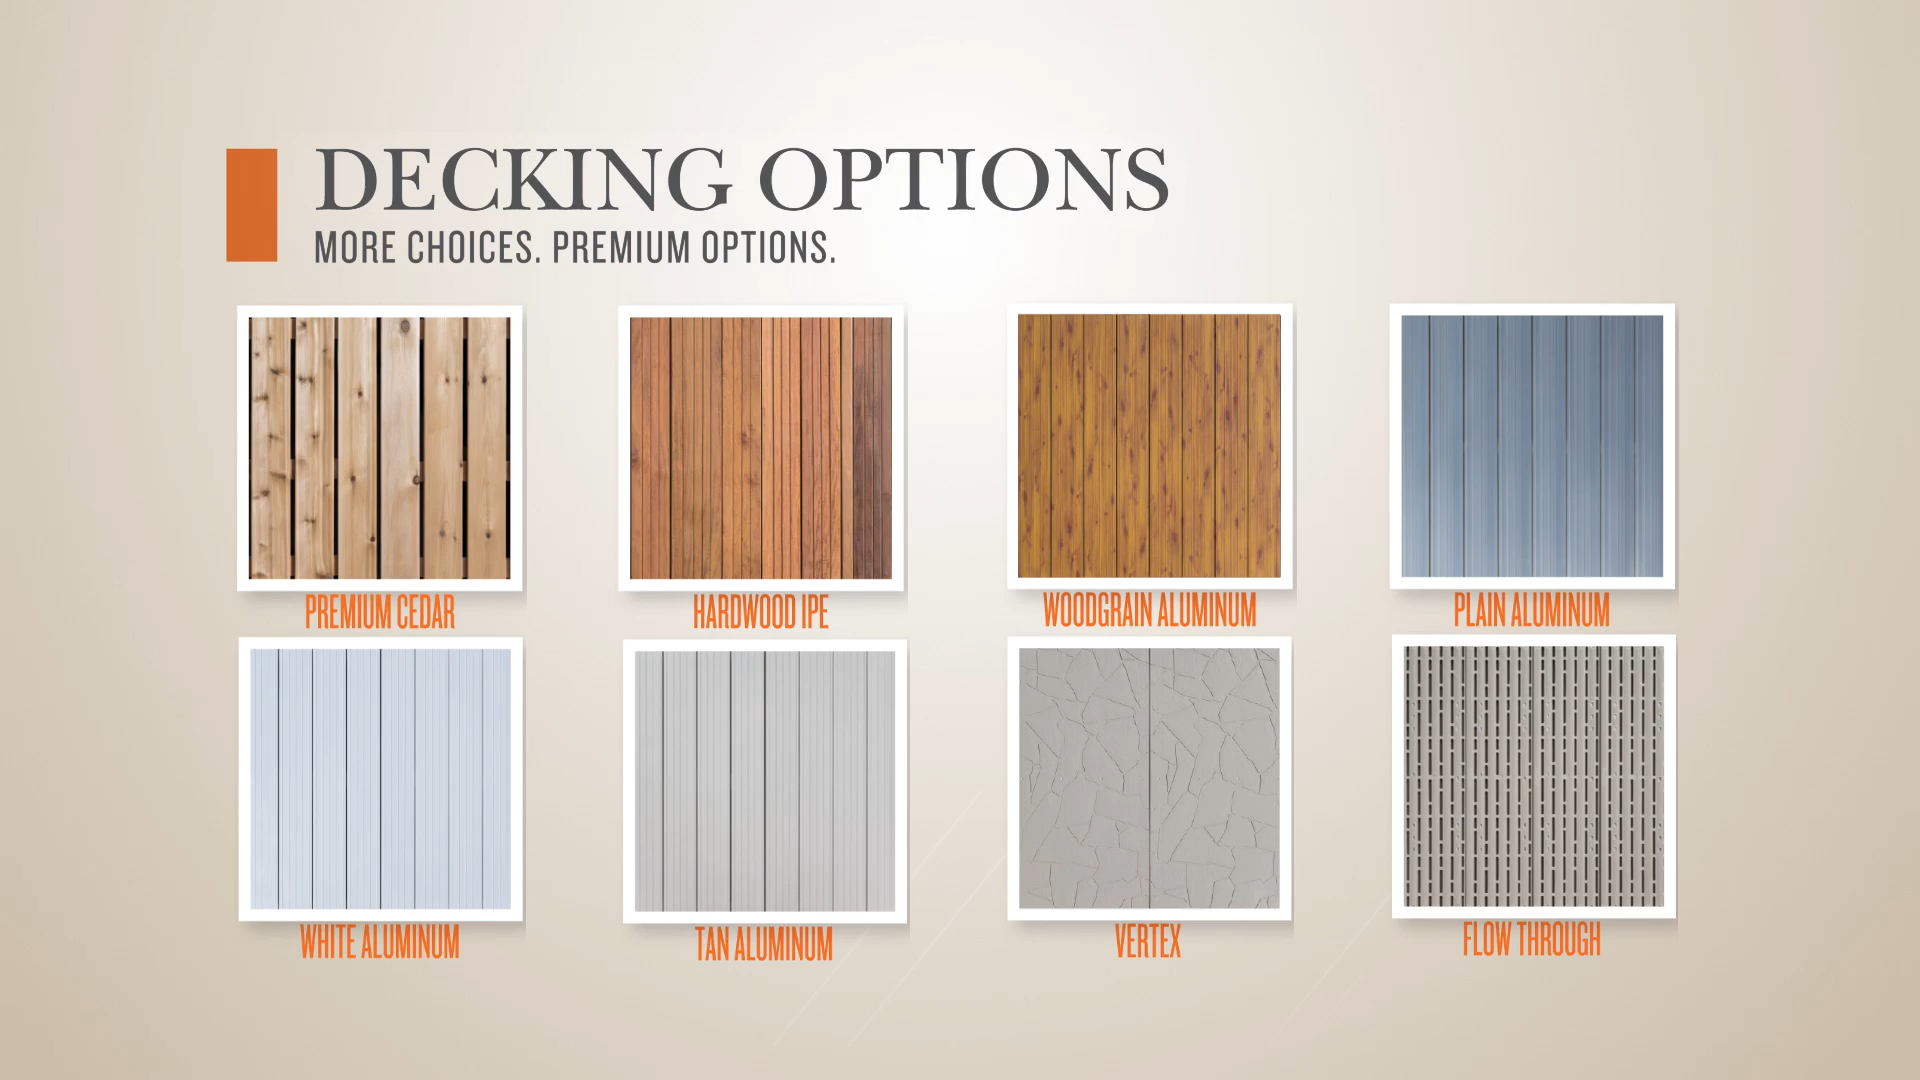 DECKING OPTIONS
MORE CHOICES. PREMIUM OPTIONS.
PREMIUM CEDAR
HARDWOOD IPE
WOODGRAIN ALUMINUM
PLAIN ALUMINUM
WHITE ALUMINUM
TAN ALUMINUM
VERTEX
FLOW THROUGH